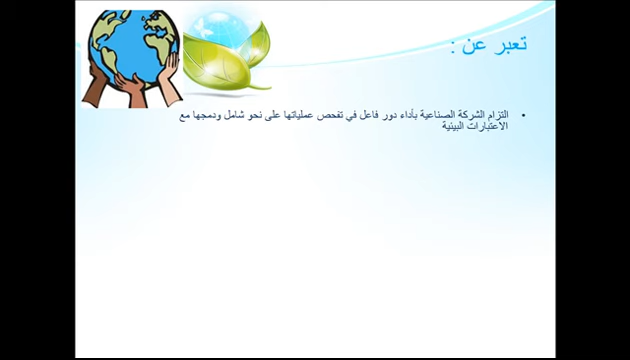 تعبر عن :
• التزام الشركة الصناعية بأداء دور فاعل في تفحص عملياتها على نحو شامل ودمجها مع
الاعتبارات البيئية